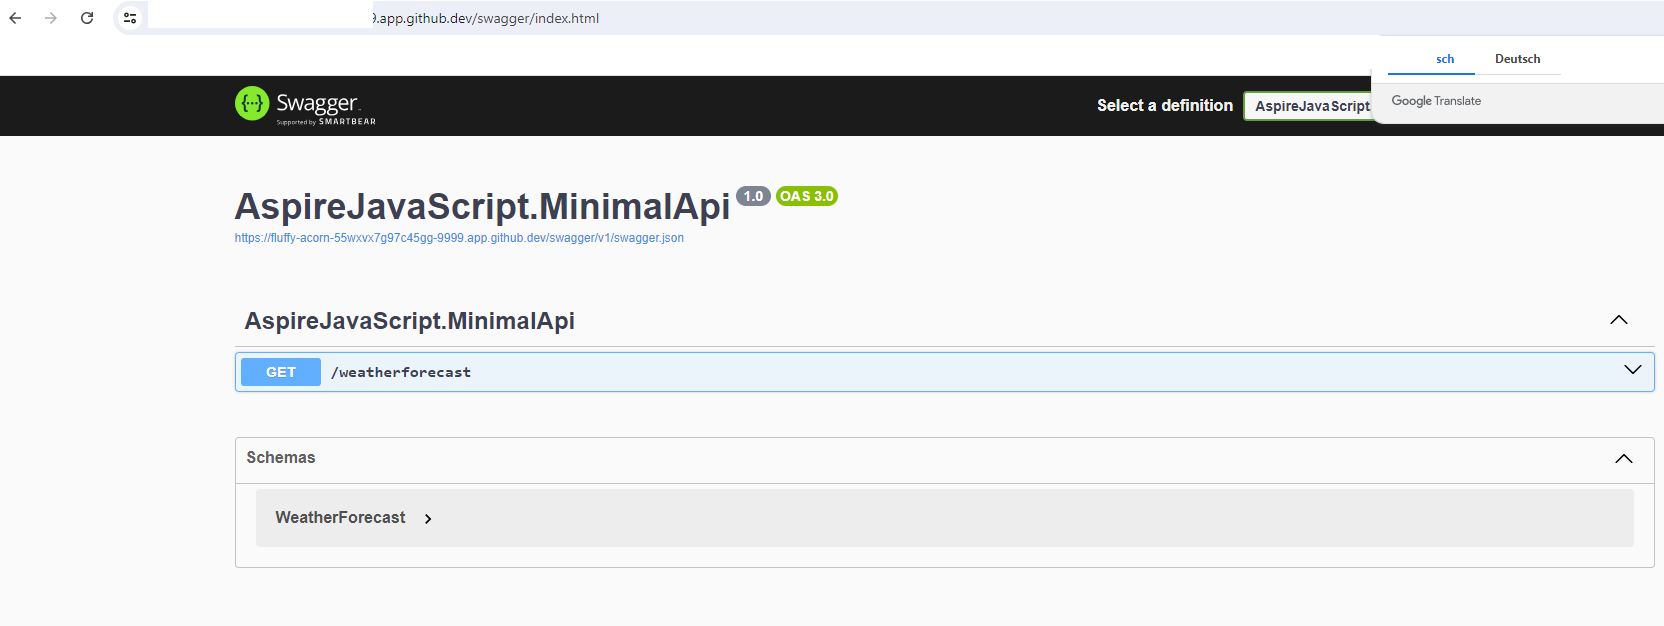 .app.github.dev/swagger/index.html
sch
Deutsch
Google Translate
Swagger
Supported by SMARTBEAR
Select a definition
AspireJavaScript
AspireJavaScript.MinimalApi
1.0
OAS 3.0
https://fluffy-acorn-55wxvx7g97c45gg-9999.app.github.dev/swagger/v1/swagger.json
AspireJavaScript.MinimalApi
GET
/weatherforecast
Schemas
WeatherForecast